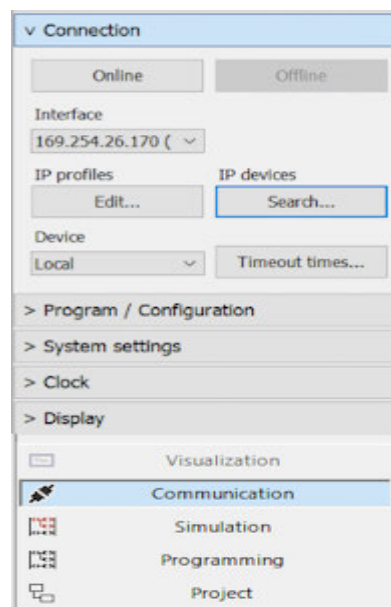 v Connection
Online Offline
Interface
169.254.26.170 (
IP profiles IP devices
Edit... Search...
Device
Local Timeout times...
> Program / Configuration
> System settings
> Clock
> Display
Visualization
Communication
Simulation
Programming
Project